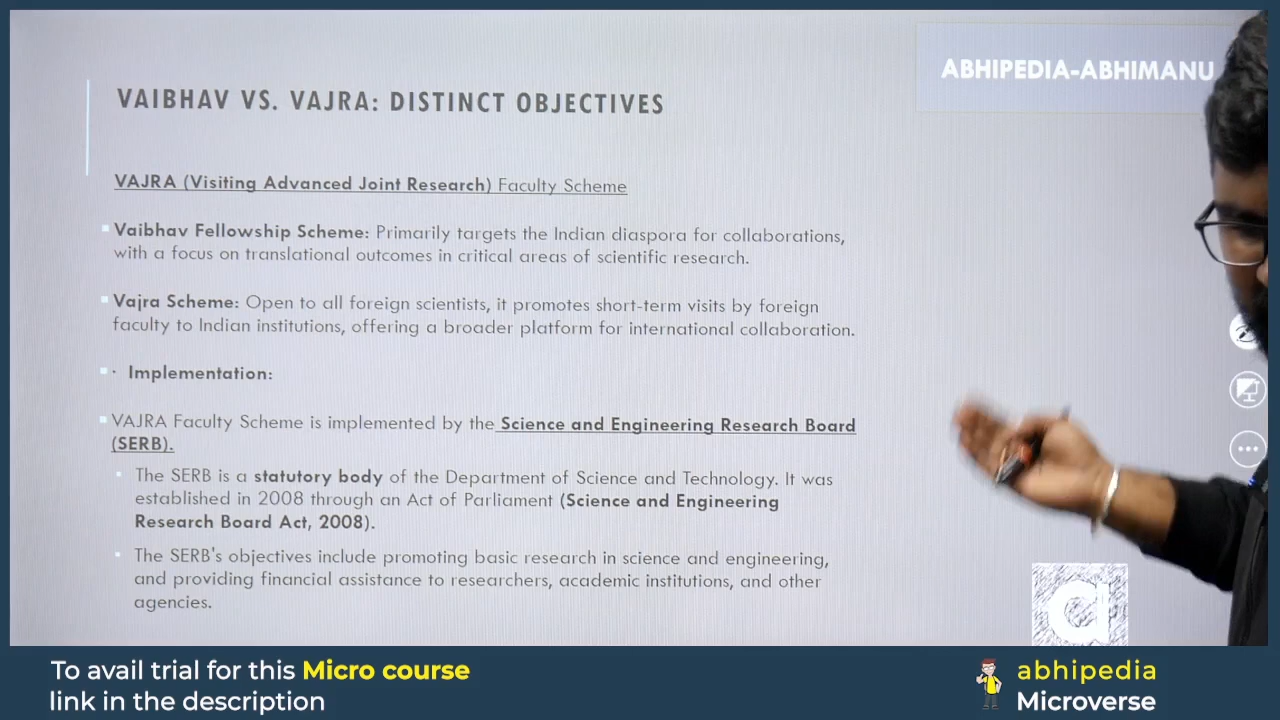 ABHIPEDIA-ABHIMANU
VAIBHAV VS. VAJRA: DISTINCT OBJECTIVES
VAJRA (Visiting Advanced Joint Research) Faculty Scheme
Vaibhav Fellowship Scheme: Primarily targets the Indian diaspora for collaborations,
with a focus on translational outcomes in critical areas of scientific research.
Vajra Scheme: Open to all foreign scientists, it promotes short-term visits by foreign
faculty to Indian institutions, offering a broader platform for international collaboration.
· Implementation:
VAJRA Faculty Scheme is implemented by the Science and Engineering Research Board
(SERB).
The SERB is a statutory body of the Department of Science and Technology. It was
established in 2008 through an Act of Parliament (Science and Engineering
Research Board Act, 2008).
The SERB's objectives include promoting basic research in science and engineering,
and providing financial assistance to researchers, academic institutions, and other
agencies.
a
To avail trial for this Micro course
link in the description
abhipedia
Microverse